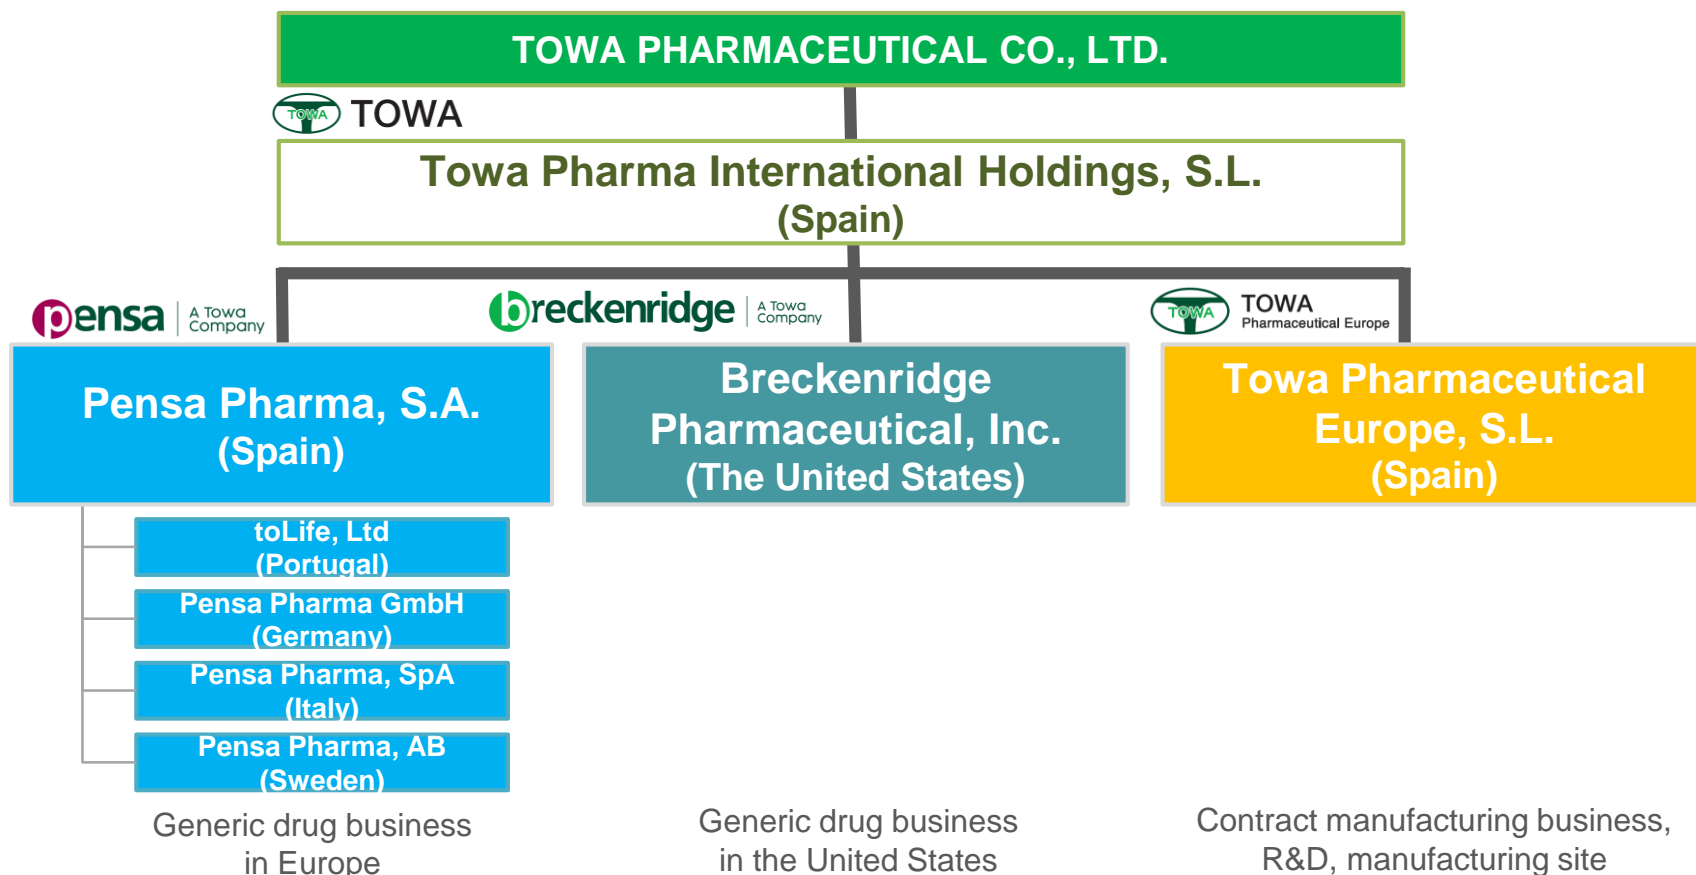 TOWA PHARMACEUTICAL CO., LTD.
TOWA TOWA
Towa Pharma International Holdings, S.L.
(Spain)
pensa A Towa
Company
breckenridge A Towa
Company
TOWA TOWA
Pharmaceutical Europe
Pensa Pharma, S.A.
(Spain)
Breckenridge
Pharmaceutical, Inc.
(The United States)
Towa Pharmaceutical
Europe, S.L.
(Spain)
toLife, Ltd
(Portugal)
Pensa Pharma GmbH
(Germany)
Pensa Pharma, SpA
(Italy)
Pensa Pharma, AB
(Sweden)
Generic drug business
in Europe
Generic drug business
in the United States
Contract manufacturing business,
R&D, manufacturing site